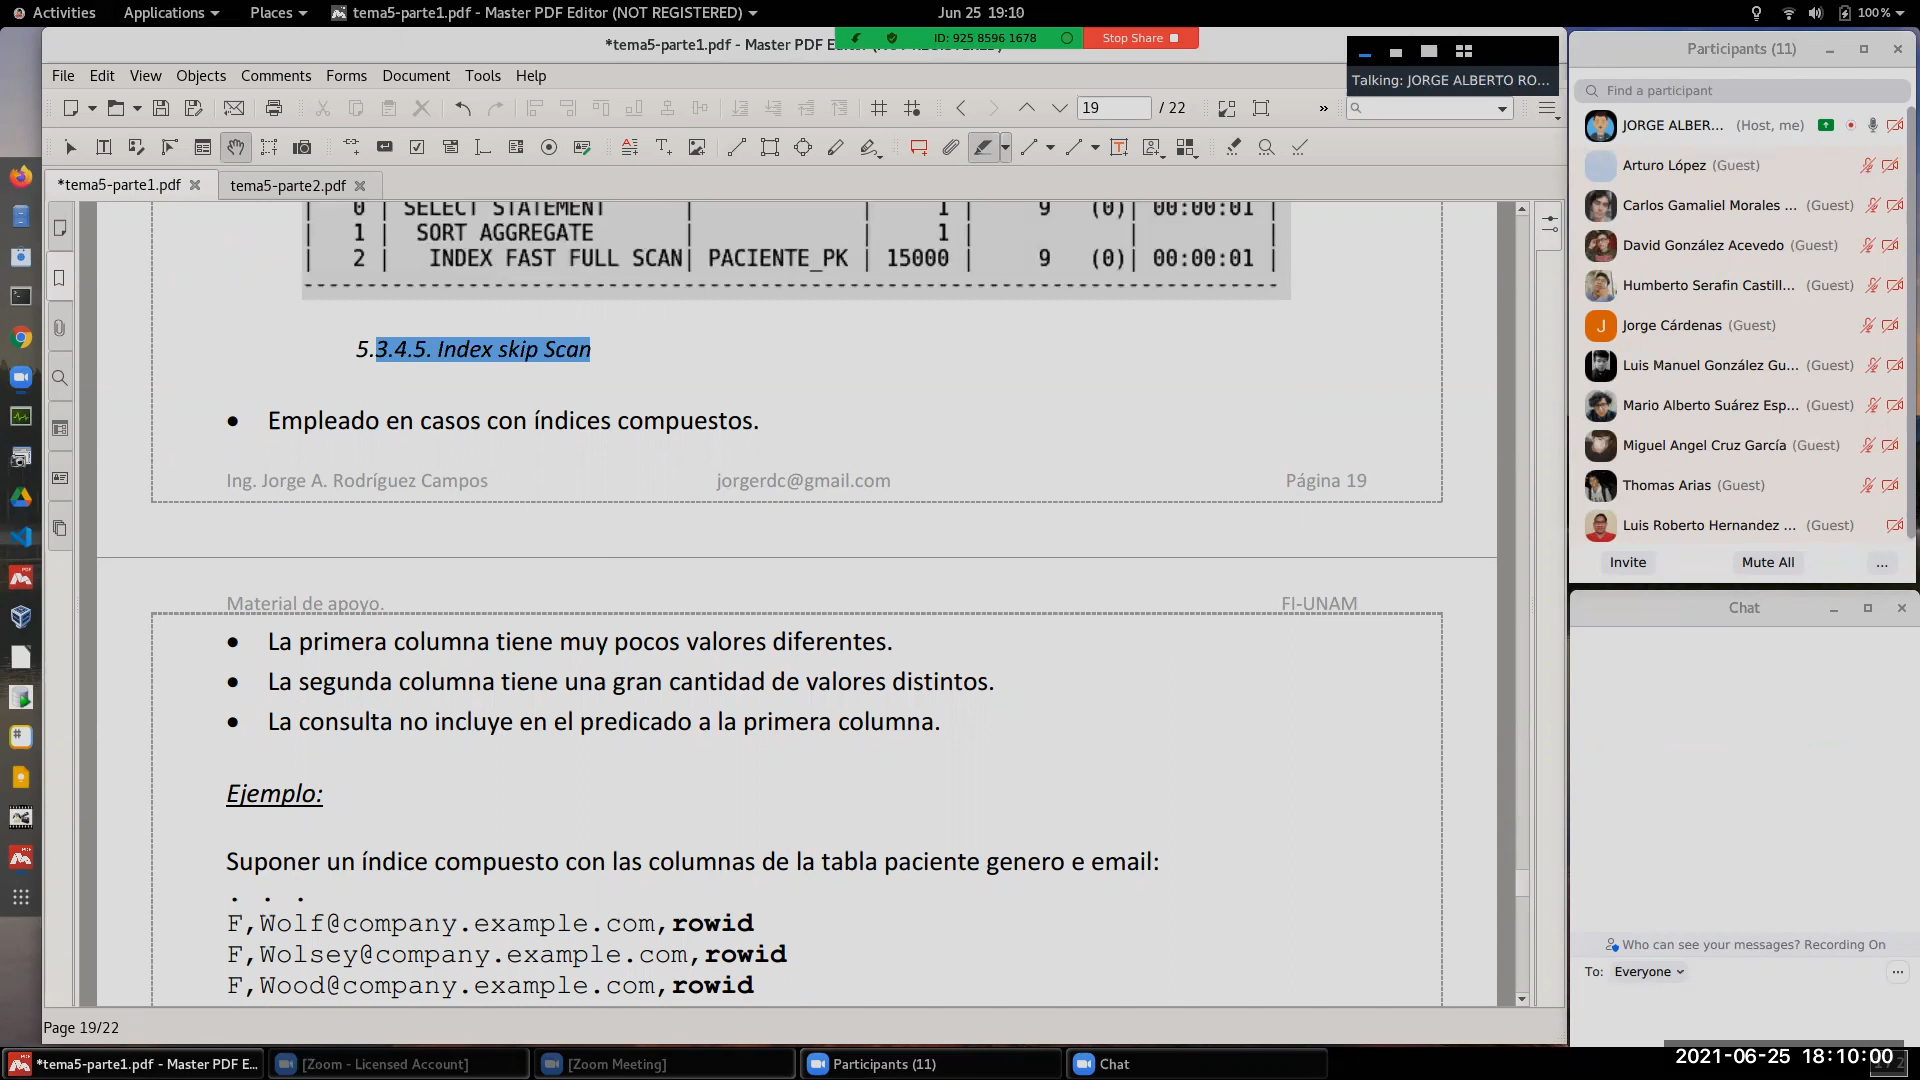 Activities Applications Places tema5-parte1.pdf - Master PDF Editor (NOT REGISTERED) Jun 25 19:10 100%
*tema5-parte1.pdf - Master PDF
ID: 925 8596 1678 Stop Share
Talking: JORGE ALBERTO RO...
File Edit View Objects Comments Forms Document Tools Help
19 / 22
*tema5-parte1.pdf tema5-parte2.pdf
| 0 | SELECT STATEMENT | | 1 | 9 (0)| 00:00:01 |
| 1 | SORT AGGREGATE | | 1 | | |
| 2 | INDEX FAST FULL SCAN| PACIENTE_PK | 15000 | 9 (0)| 00:00:01 |
5.3.4.5. Index skip Scan
• Empleado en casos con índices compuestos.
Ing. Jorge A. Rodríguez Campos jorgerdc@gmail.com Página 19
Material de apoyo. FI-UNAM
• La primera columna tiene muy pocos valores diferentes.
• La segunda columna tiene una gran cantidad de valores distintos.
• La consulta no incluye en el predicado a la primera columna.
Ejemplo:
Suponer un índice compuesto con las columnas de la tabla paciente genero e email:
. . .
F,Wolf@company.example.com,rowid
F,Wolsey@company.example.com,rowid
F,Wood@company.example.com,rowid
Page 19/22
Participants (11)
Find a participant
JORGE ALBER... (Host, me)
Arturo López (Guest)
Carlos Gamaliel Morales ... (Guest)
David González Acevedo (Guest)
Humberto Serafin Castill... (Guest)
J Jorge Cárdenas (Guest)
Luis Manuel González Gu... (Guest)
Mario Alberto Suárez Esp... (Guest)
Miguel Angel Cruz García (Guest)
Thomas Arias (Guest)
Luis Roberto Hernandez ... (Guest)
Invite Mute All ...
Chat
Who can see your messages? Recording On
To: Everyone
*tema5-parte1.pdf - Master PDF E... [Zoom - Licensed Account] [Zoom Meeting] Participants (11) Chat
2021-06-25 18:10:00